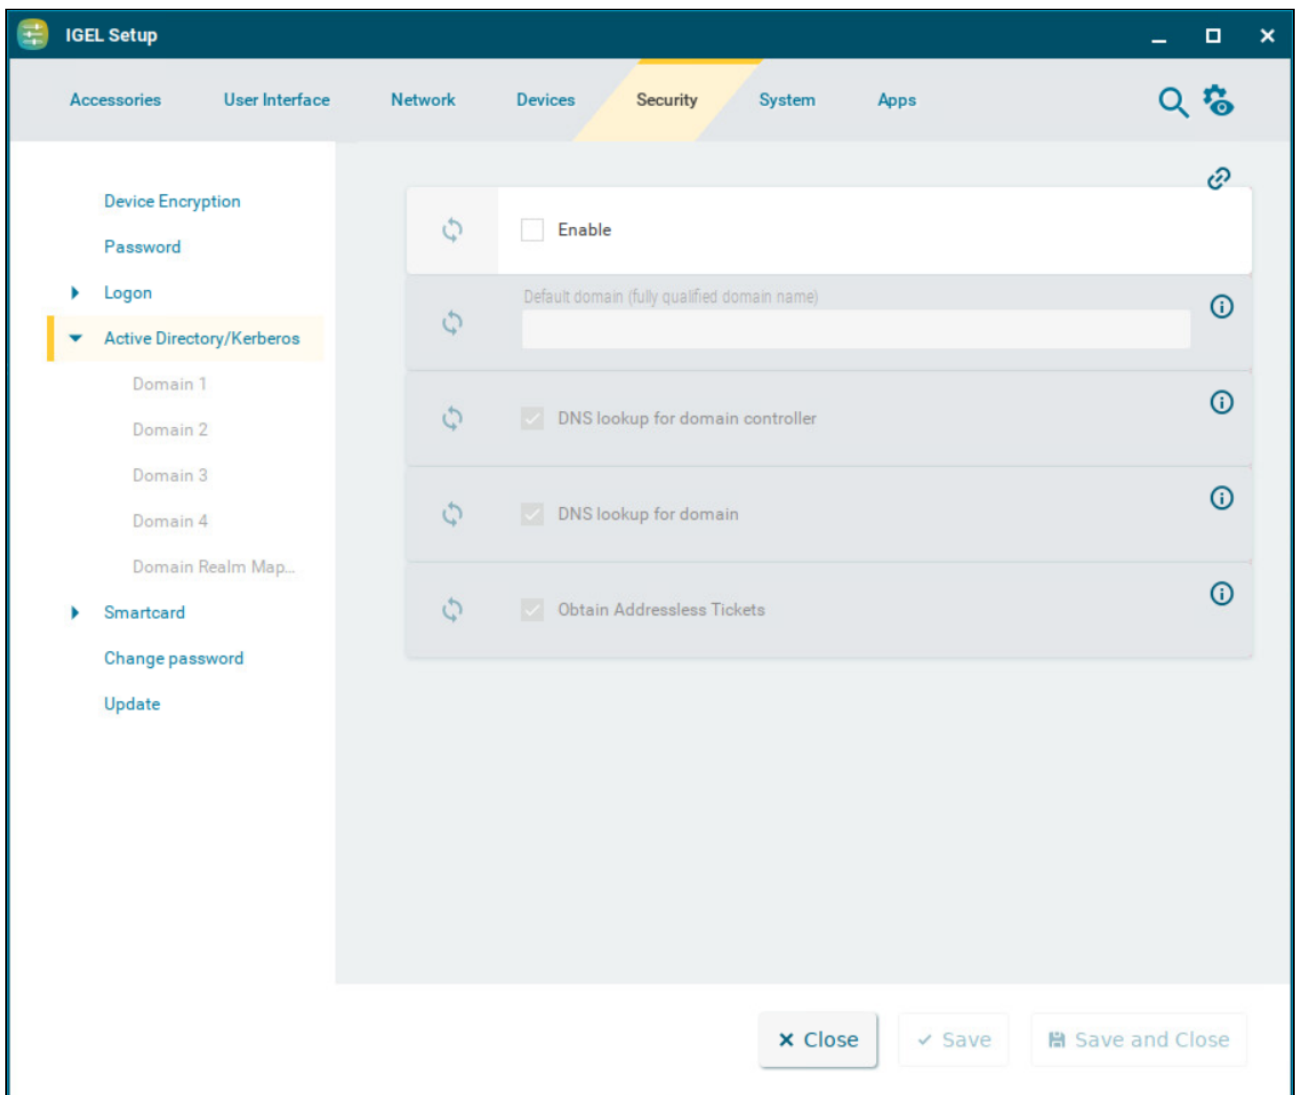 IGEL Setup
Accessories User Interface Network Devices Security System Apps
Device Encryption
Password
Logon
Active Directory/Kerberos
Domain 1
Domain 2
Domain 3
Domain 4
Domain Realm Map...
Smartcard
Change password
Update
Enable
Default domain (fully qualified domain name)
DNS lookup for domain controller
DNS lookup for domain
Obtain Addressless Tickets
Close Save Save and Close